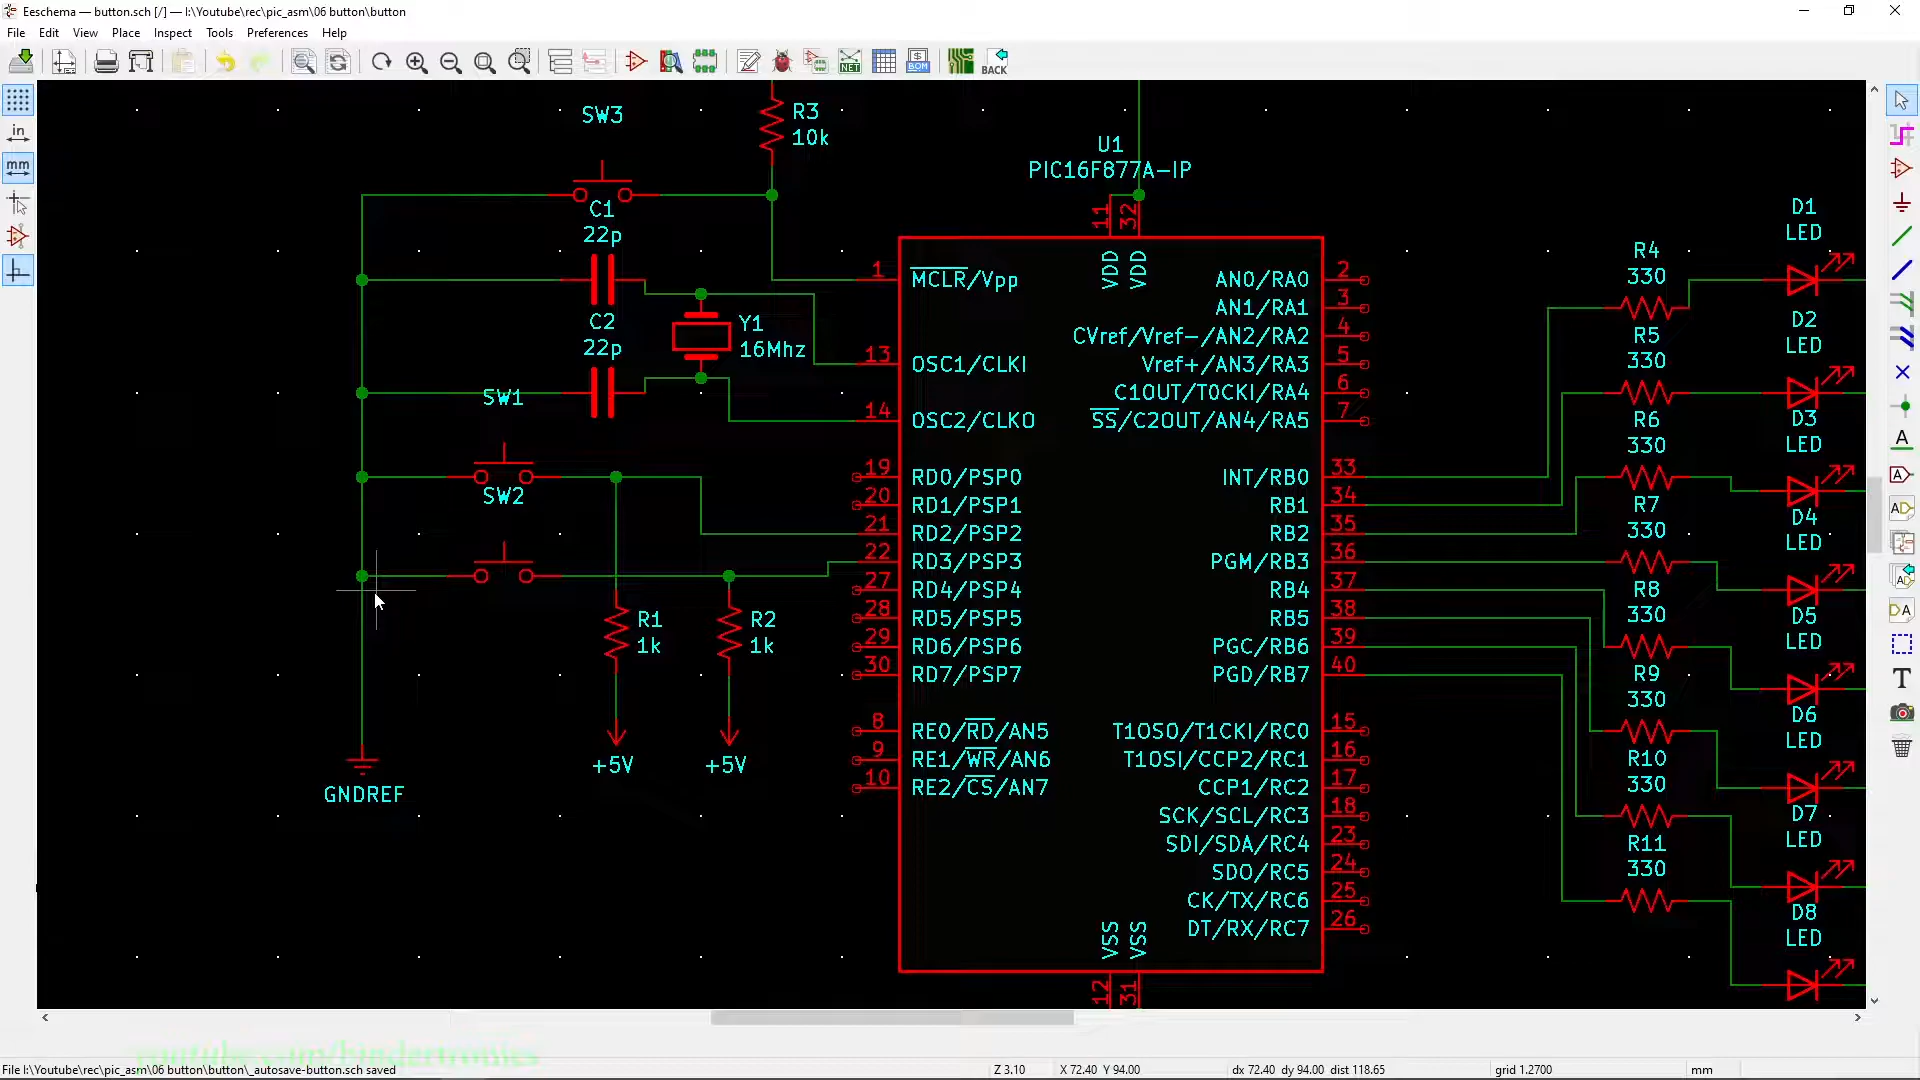 Eeschema — button.sch [/] — I:\Youtube\rec\pic_asm\06 button\button
File Edit View Place Inspect Tools Preferences Help
NET
BOM
BACK
in
mm
SW3
R3
10k
U1
PIC16F877A-IP
C1
22p
C2
22p
Y1
16Mhz
SW1
SW2
R1
1k
R2
1k
+5V
+5V
GNDREF
11
32
VDD
VDD
1 MCLR/Vpp
13 OSC1/CLKI
14 OSC2/CLKO
19 RD0/PSP0
20 RD1/PSP1
21 RD2/PSP2
22 RD3/PSP3
27 RD4/PSP4
28 RD5/PSP5
29 RD6/PSP6
30 RD7/PSP7
8 RE0/RD/AN5
9 RE1/WR/AN6
10 RE2/CS/AN7
AN0/RA0 2
AN1/RA1 3
CVref/Vref-/AN2/RA2 4
Vref+/AN3/RA3 5
C1OUT/T0CKI/RA4 6
SS/C2OUT/AN4/RA5 7
INT/RB0 33
RB1 34
RB2 35
PGM/RB3 36
RB4 37
RB5 38
PGC/RB6 39
PGD/RB7 40
T1OSO/T1CKI/RC0 15
T1OSI/CCP2/RC1 16
CCP1/RC2 17
SCK/SCL/RC3 18
SDI/SDA/RC4 23
SDO/RC5 24
CK/TX/RC6 25
DT/RX/RC7 26
VSS
VSS
12
31
R4
330
R5
330
R6
330
R7
330
R8
330
R9
330
R10
330
R11
330
D1
LED
D2
LED
D3
LED
D4
LED
D5
LED
D6
LED
D7
LED
D8
LED
A
A
AD
AD
DA
T
youtube.com/bindertronics
File I:\Youtube\rec\pic_asm\06 button\button\_autosave-button.sch saved
Z 3.10
X 72.40 Y 94.00
dx 72.40 dy 94.00 dist 118.65
grid 1.2700
mm